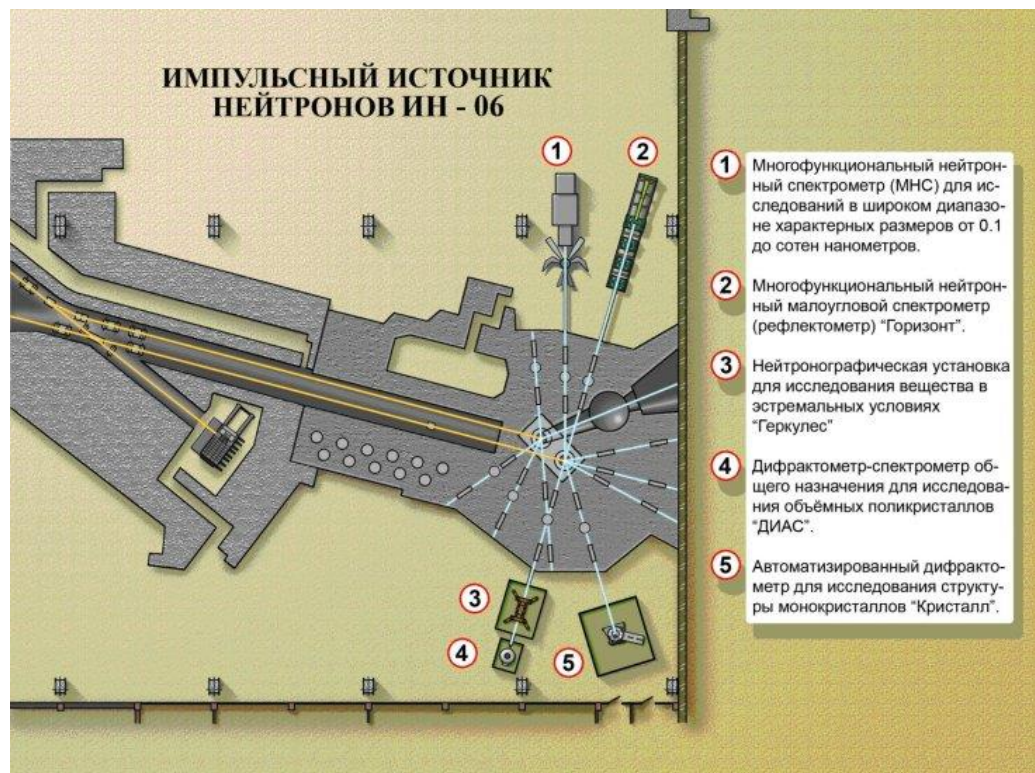 ИМПУЛЬСНЫЙ ИСТОЧНИК
НЕЙТРОНОВ ИН - 06
1
2
3
4
5
1
Многофункциональный нейтрон-
ный спектрометр (МНС) для ис-
следований в широком диапазо-
не характерных размеров от 0.1
до сотен нанометров.
2
Многофункциональный нейтрон-
ный малоугловой спектрометр
(рефлектометр) “Горизонт”.
3
Нейтронографическая установка
для исследования вещества в
эстремальных условиях
“Геркулес”
4
Дифрактометр-спектрометр об-
щего назначения для исследова-
ния объёмных поликристаллов
“ДИАС”.
5
Автоматизированный дифракто-
метр для исследования структу-
ры монокристаллов “Кристалл”.